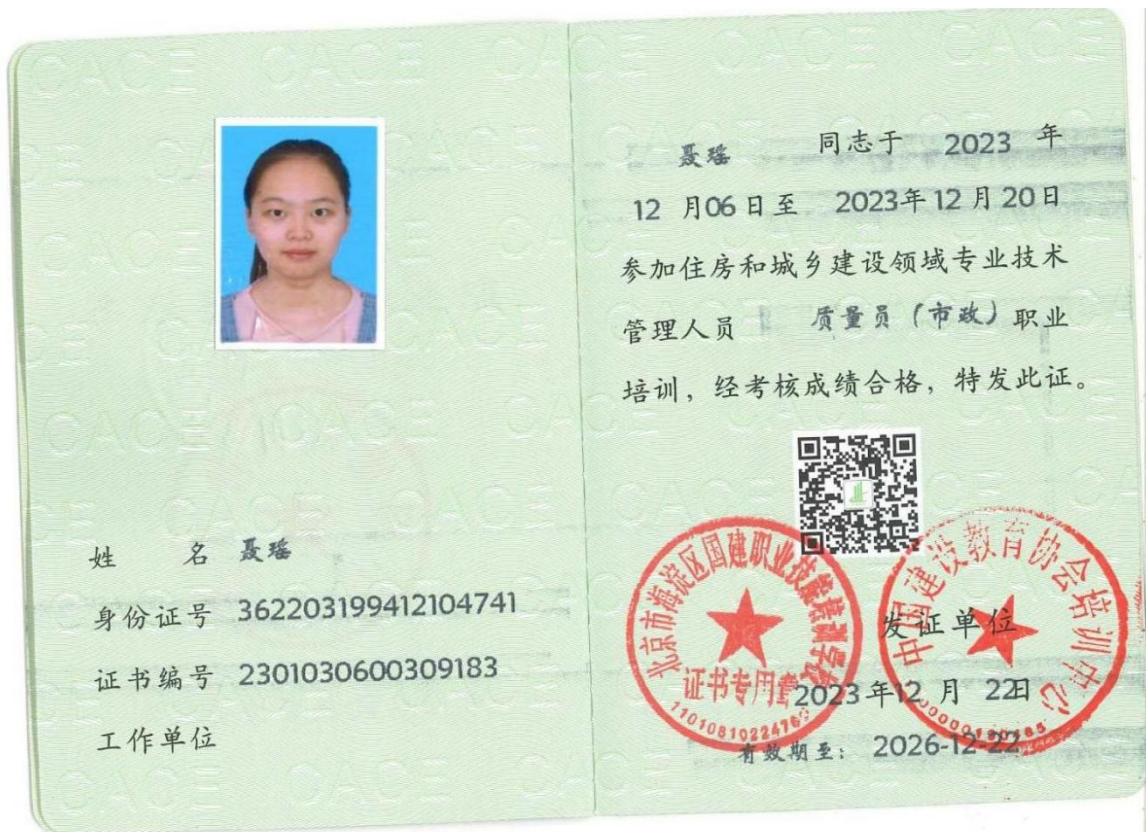 姓 名 聂瑶
身份证号 362203199412104741
证书编号 2301030600309183
工作单位
聂瑶 同志于 2023 年
12 月06日至 2023年12月20日
参加住房和城乡建设领域专业技术
管理人员 质量员（市政）职业
培训，经考核成绩合格，特发此证。
北京市海淀区国建职业技能培训学校
证书专用章
中国建设教育协会培训中心
发证单位
2023年12月22日
有效期至： 2026-12-22
CACE